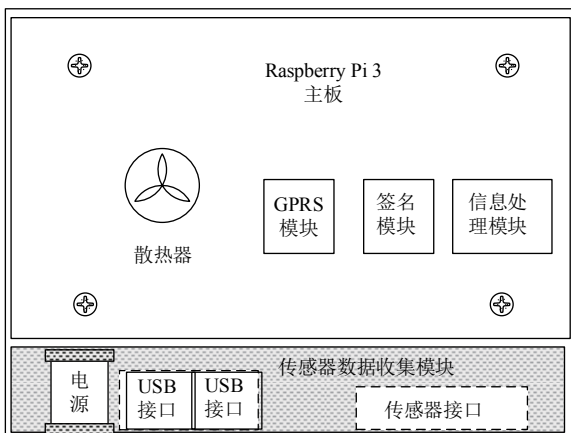 Raspberry Pi 3
主板
GPRS
模块
签名
模块
信息处
理模块
散热器
传感器数据收集模块
电
源
USB
接口
USB
接口
传感器接口